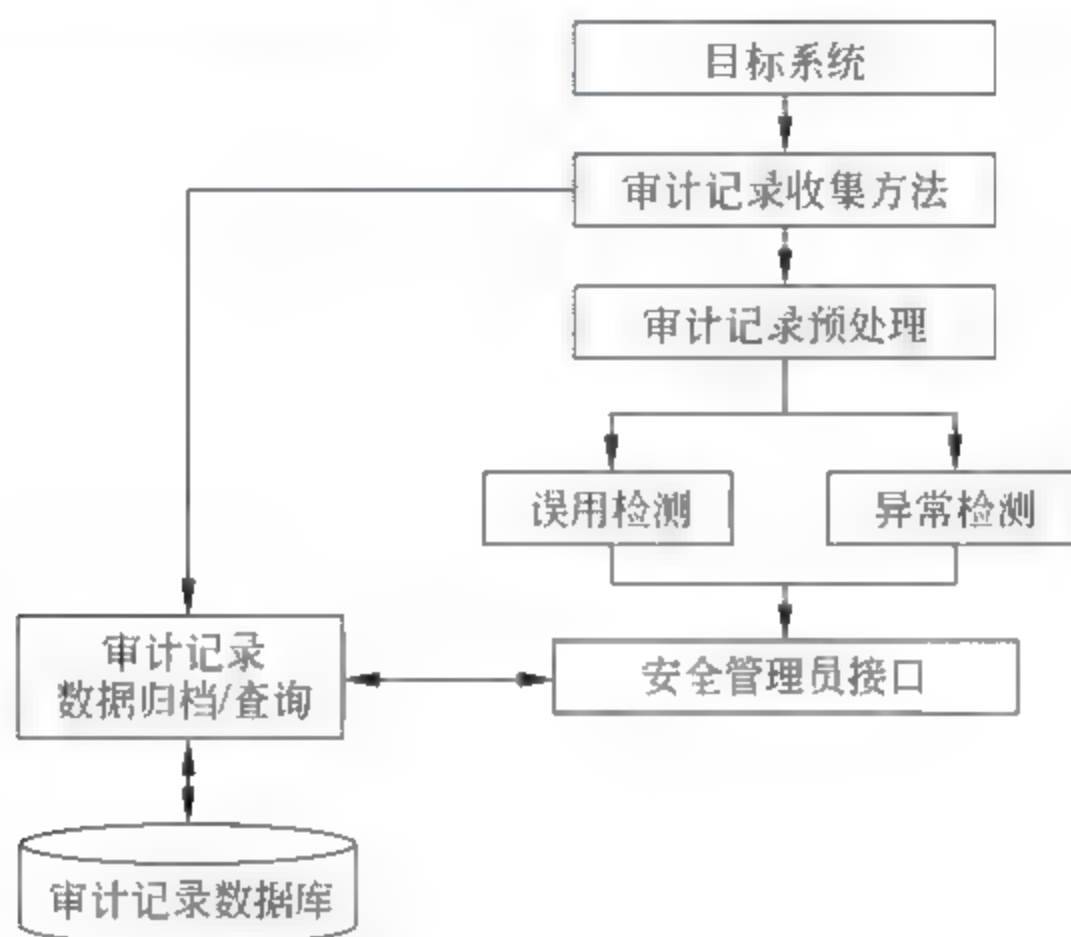 目标系统
审计记录收集方法
审计记录预处理
误用检测
异常检测
审计记录
数据归档/查询
安全管理员接口
审计记录数据库